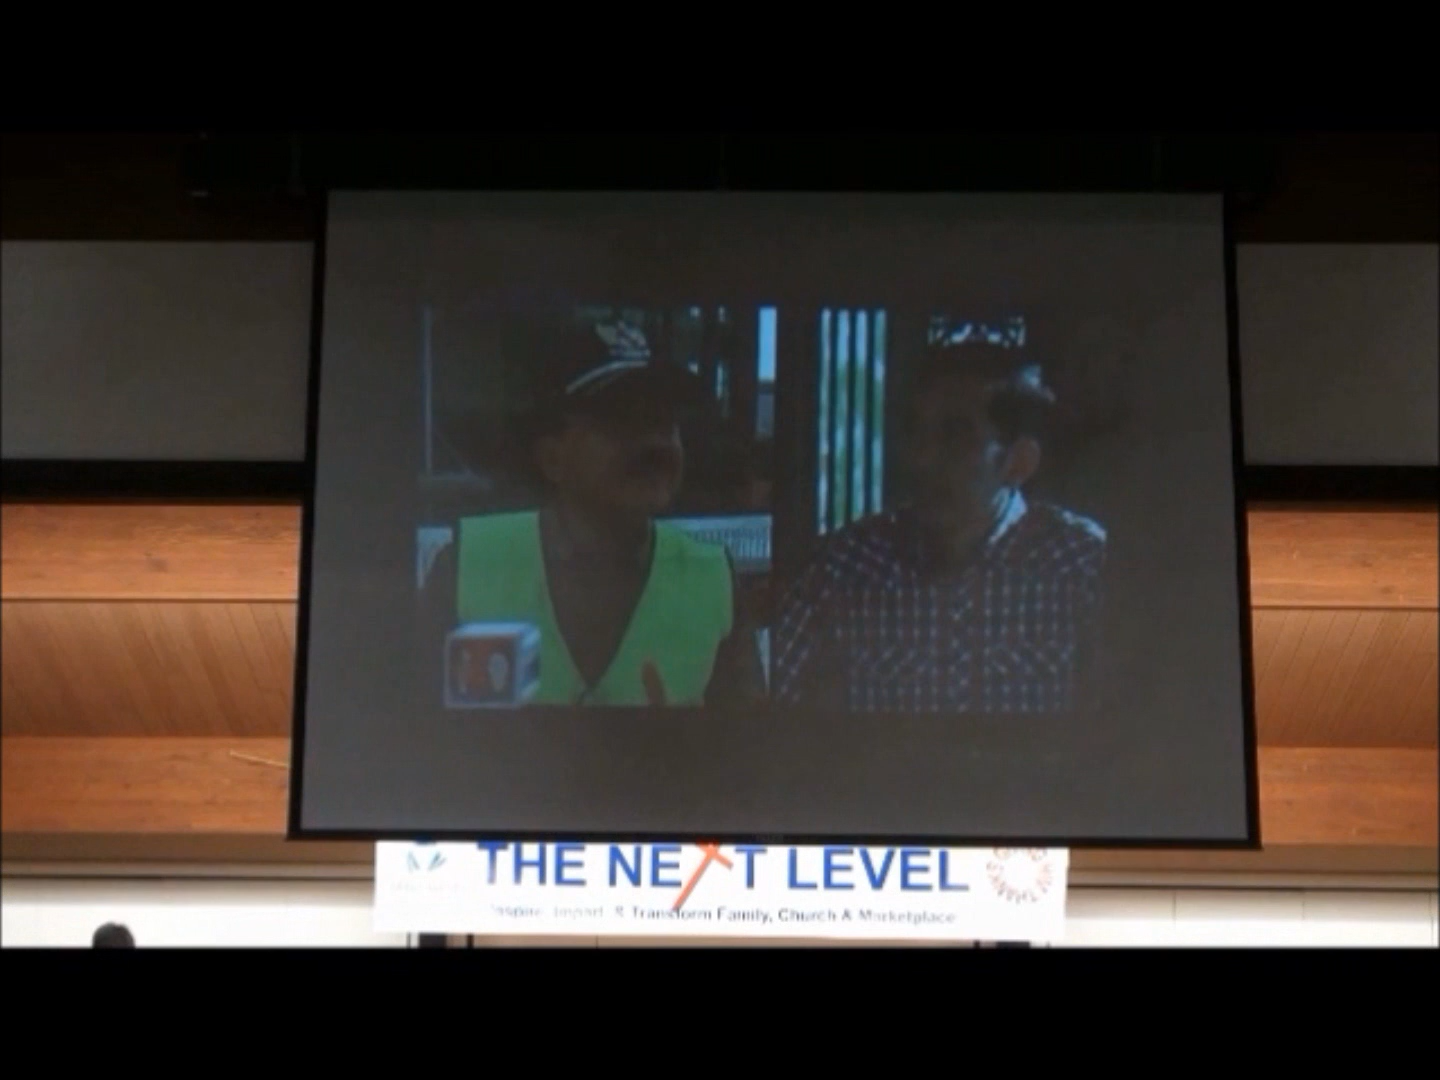 THE NEXT LEVEL
Inspire, Impart & Transform Family, Church & Marketplace